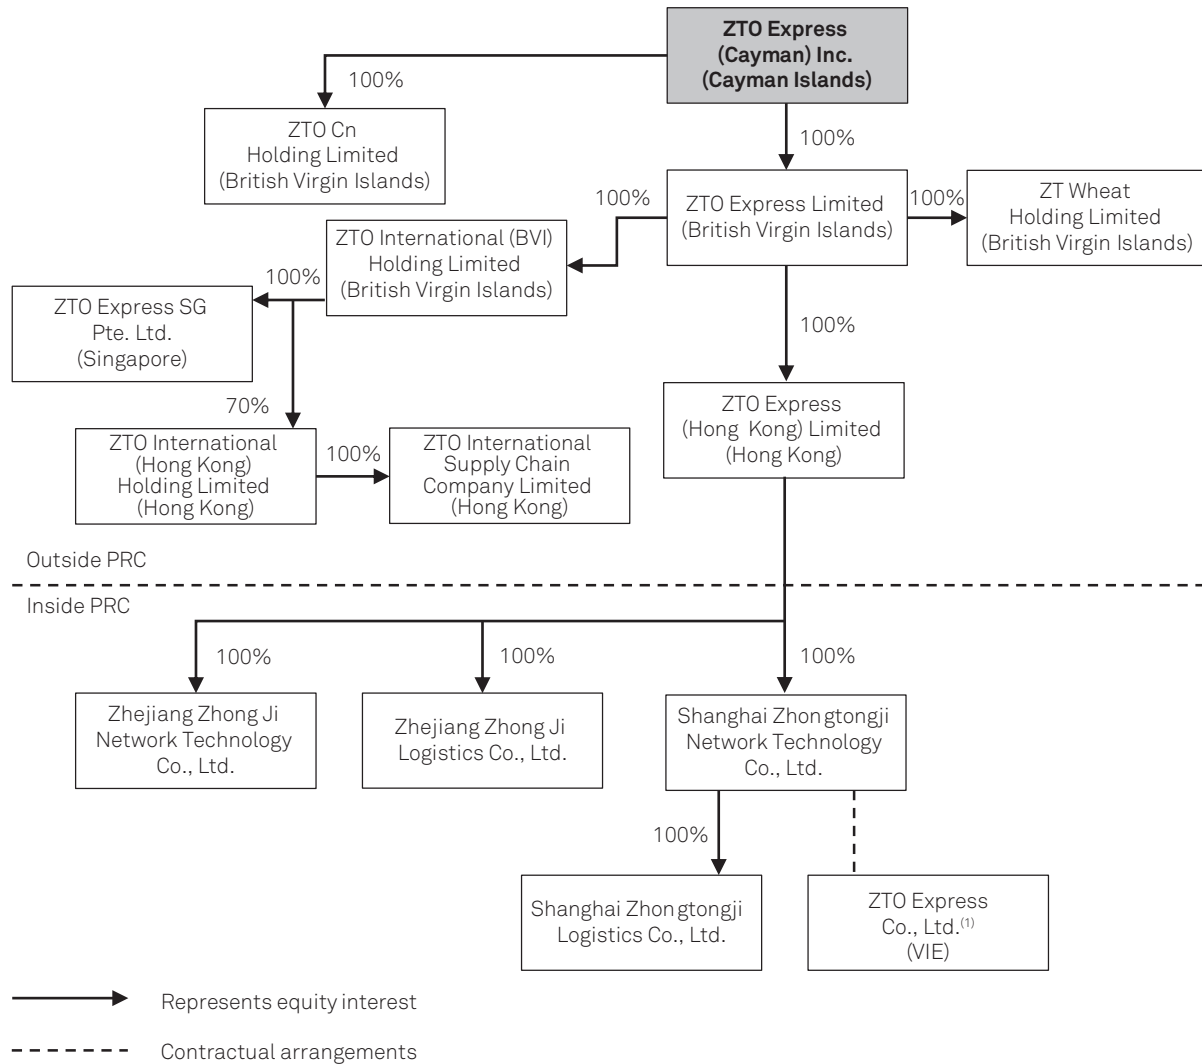 ZTO Express
(Cayman) Inc.
(Cayman Islands)
100%
ZTO Cn
Holding Limited
(British Virgin Islands)
100%
ZTO Express Limited
(British Virgin Islands)
100%
ZT Wheat
Holding Limited
(British Virgin Islands)
100%
ZTO International (BVI)
Holding Limited
(British Virgin Islands)
100%
ZTO Express SG
Pte. Ltd.
(Singapore)
100%
ZTO Express
(Hong Kong) Limited
(Hong Kong)
70%
ZTO International
(Hong Kong)
Holding Limited
(Hong Kong)
100%
ZTO International
Supply Chain
Company Limited
(Hong Kong)
Outside PRC
Inside PRC
100%
100%
100%
Zhejiang Zhong Ji
Network Technology
Co., Ltd.
Zhejiang Zhong Ji
Logistics Co., Ltd.
Shanghai Zhongtongji
Network Technology
Co., Ltd.
100%
Shanghai Zhongtongji
Logistics Co., Ltd.
ZTO Express
Co., Ltd.(1)
(VIE)
Represents equity interest
Contractual arrangements